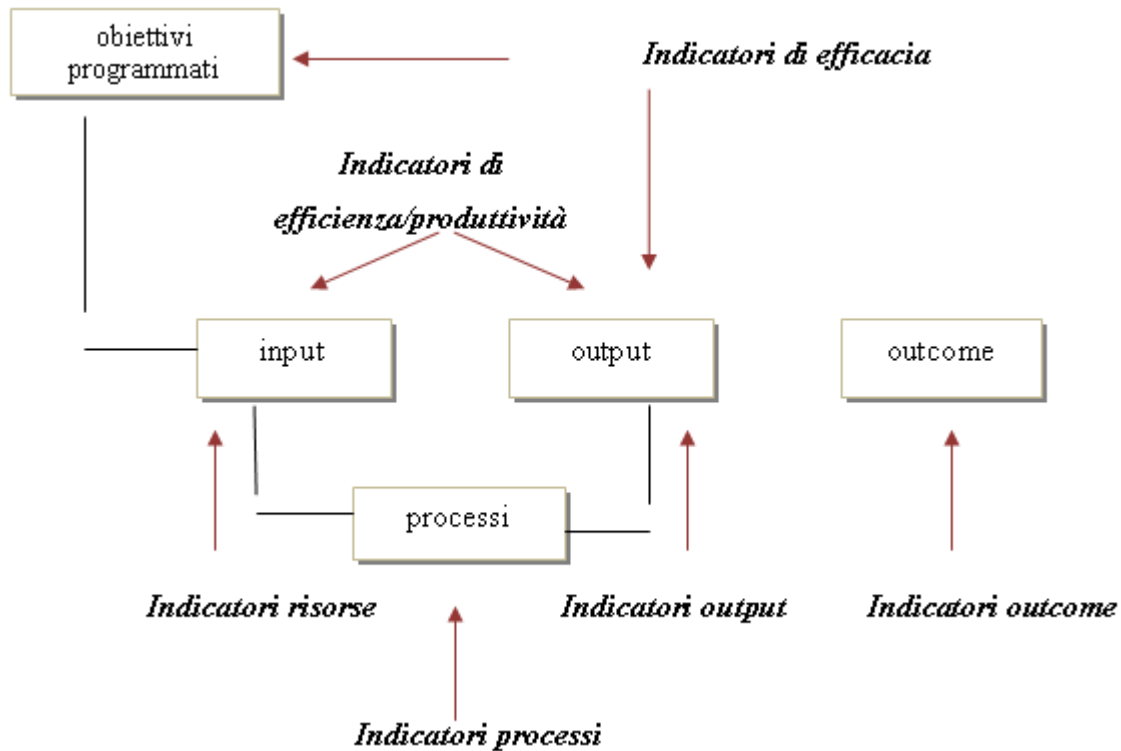 obiettivi
programmati
Indicatori di efficacia
Indicatori di
efficienza/produttività
input
output
outcome
processi
Indicatori risorse
Indicatori output
Indicatori outcome
Indicatori processi